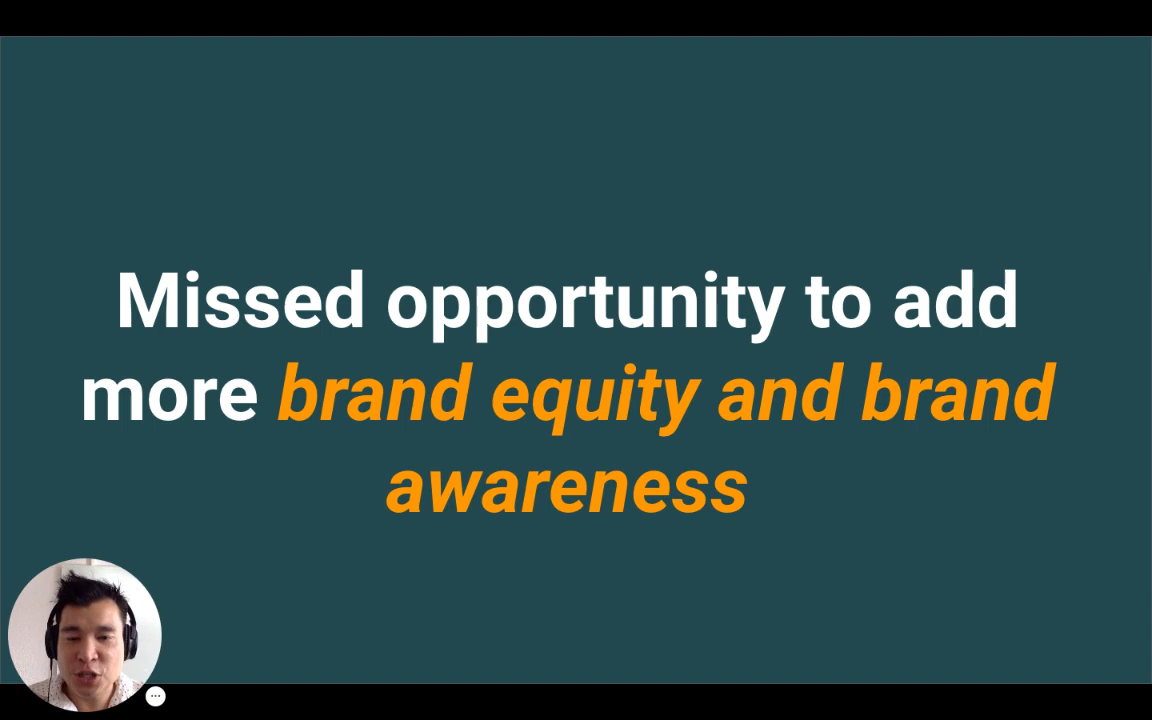 Missed opportunity to add
more brand equity and brand
awareness